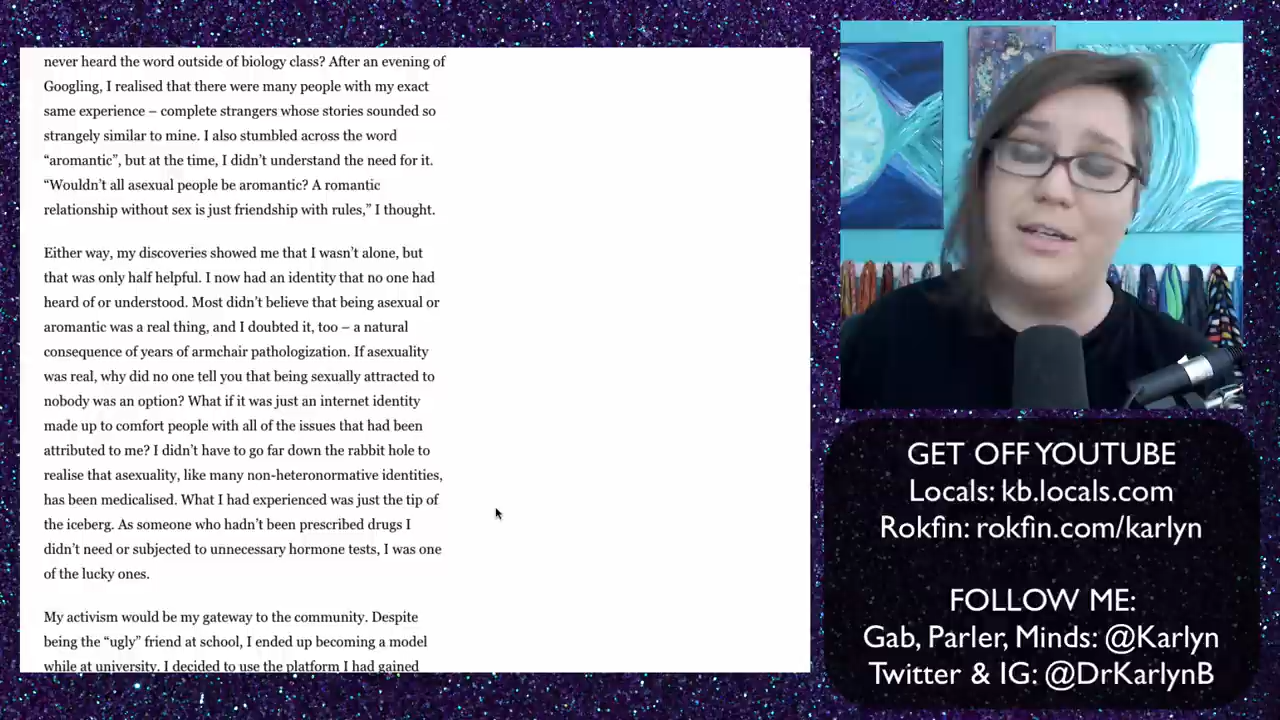 never heard the word outside of biology class? After an evening of
Googling, I realised that there were many people with my exact
same experience – complete strangers whose stories sounded so
strangely similar to mine. I also stumbled across the word
“aromantic”, but at the time, I didn’t understand the need for it.
“Wouldn’t all asexual people be aromantic? A romantic
relationship without sex is just friendship with rules,” I thought.
Either way, my discoveries showed me that I wasn’t alone, but
that was only half helpful. I now had an identity that no one had
heard of or understood. Most didn’t believe that being asexual or
aromantic was a real thing, and I doubted it, too – a natural
consequence of years of armchair pathologization. If asexuality
was real, why did no one tell you that being sexually attracted to
nobody was an option? What if it was just an internet identity
made up to comfort people with all of the issues that had been
attributed to me? I didn’t have to go far down the rabbit hole to
realise that asexuality, like many non-heteronormative identities,
has been medicalised. What I had experienced was just the tip of
the iceberg. As someone who hadn’t been prescribed drugs I
didn’t need or subjected to unnecessary hormone tests, I was one
of the lucky ones.
My activism would be my gateway to the community. Despite
being the “ugly” friend at school, I ended up becoming a model
while at university. I decided to use the platform I had gained
GET OFF YOUTUBE
Locals: kb.locals.com
Rokfin: rokfin.com/karlyn
FOLLOW ME:
Gab, Parler, Minds: @Karlyn
Twitter & IG: @DrKarlynB